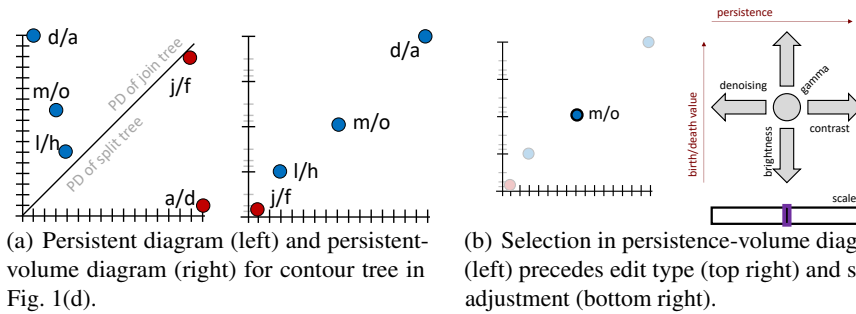 d/a
m/o
l/h
j/f
a/d
PD of join tree
PD of split tree
d/a
m/o
l/h
j/f
(a) Persistent diagram (left) and persistent-
volume diagram (right) for contour tree in
Fig. 1(d).
m/o
persistence
birth/death value
denoising
gamma
brightness
contrast
scale
(b) Selection in persistence-volume diag
(left) precedes edit type (top right) and s
adjustment (bottom right).